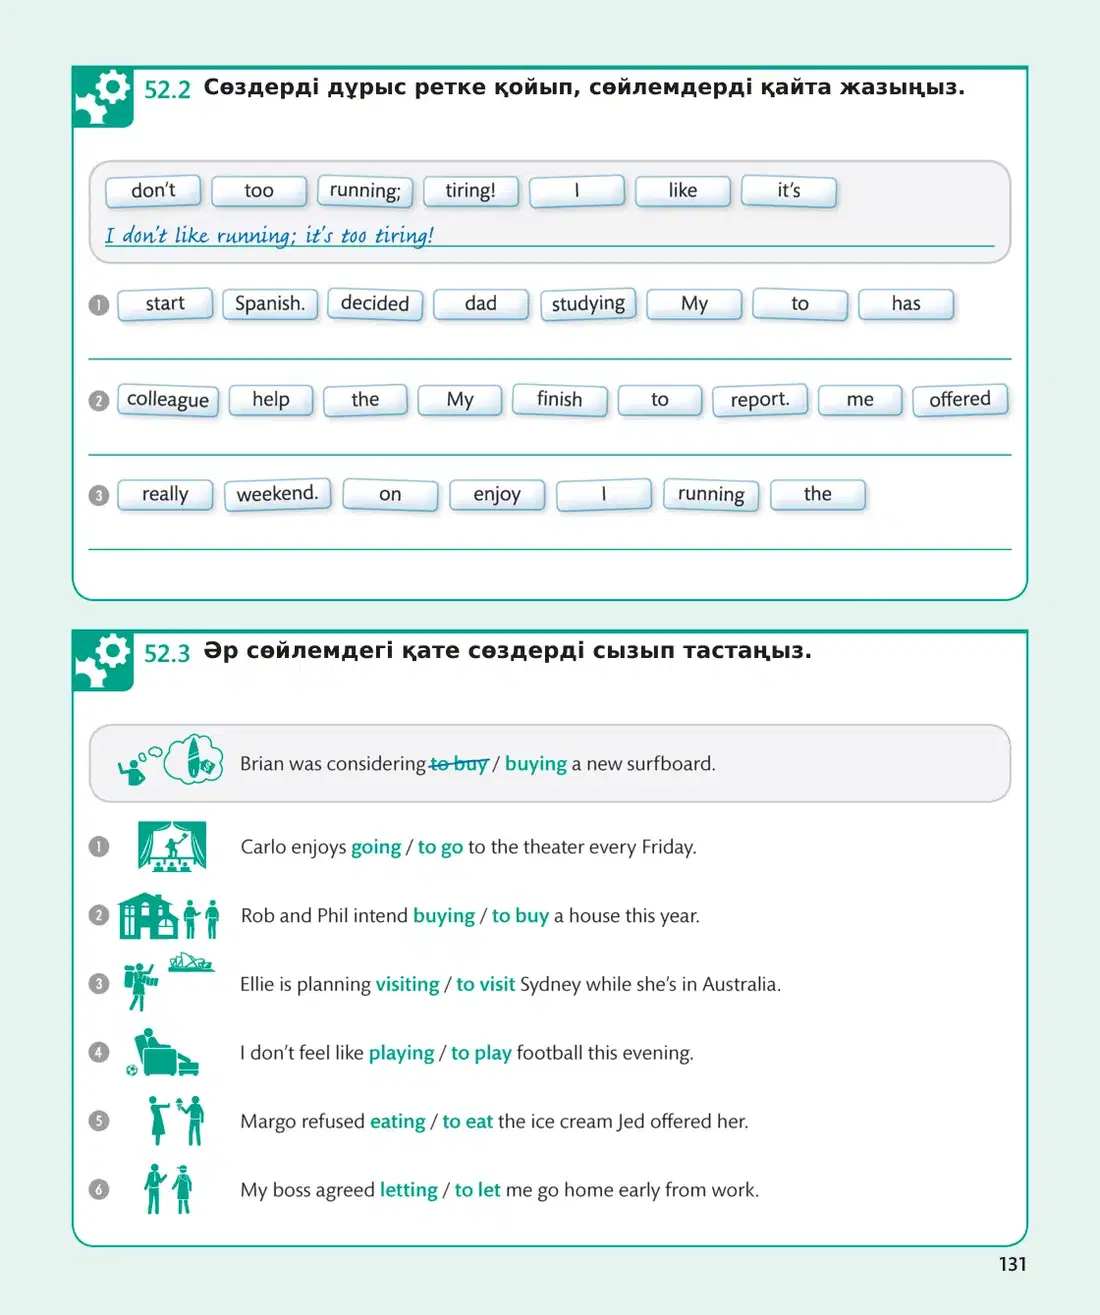 52.2 Сөздерді дұрыс ретке қойып, сөйлемдерді қайта жазыңыз.
don't too running; tiring! I like it's
I don't like running; it's too tiring!
1 start Spanish. decided dad studying My to has
2 colleague help the My finish to report. me offered
3 really weekend. on enjoy I running the
52.3 Әр сөйлемдегі қате сөздерді сызып тастаңыз.
Brian was considering to buy / buying a new surfboard.
1 Carlo enjoys going / to go to the theater every Friday.
2 Rob and Phil intend buying / to buy a house this year.
3 Ellie is planning visiting / to visit Sydney while she's in Australia.
4 I don't feel like playing / to play football this evening.
5 Margo refused eating / to eat the ice cream Jed offered her.
6 My boss agreed letting / to let me go home early from work.
131